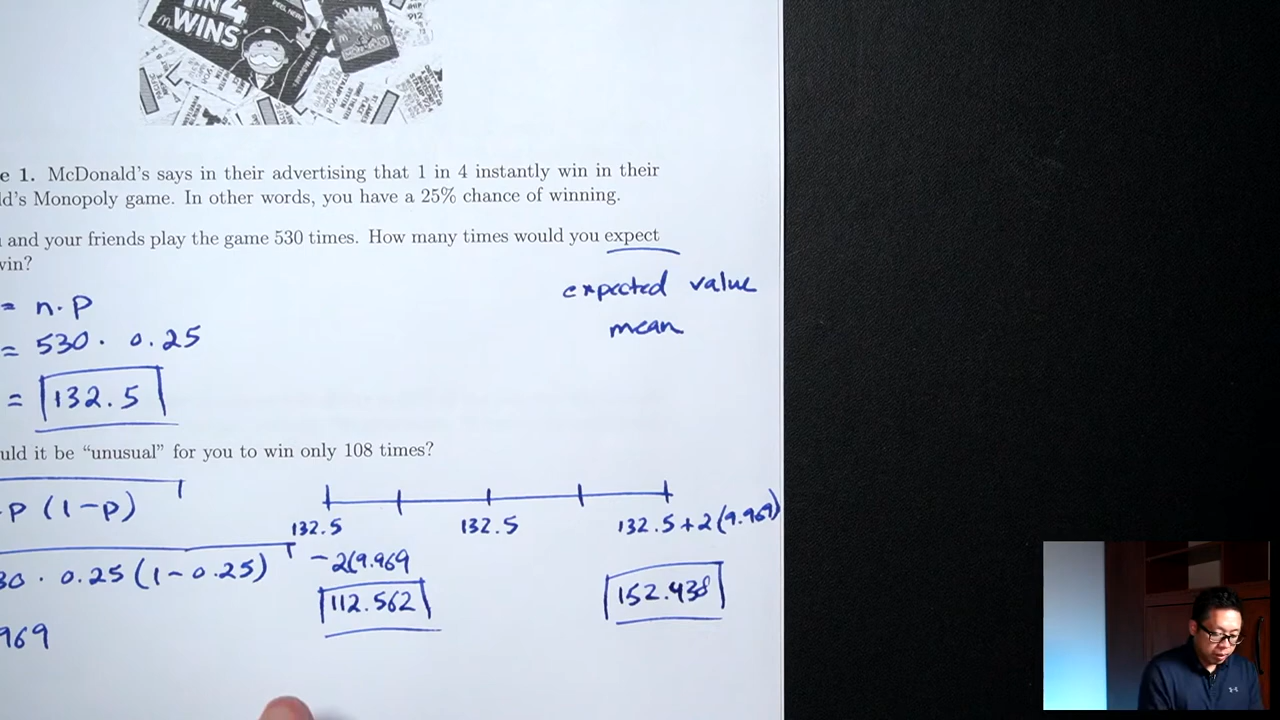 IN 4
WINS
e 1. McDonald's says in their advertising that 1 in 4 instantly win in their
ld's Monopoly game. In other words, you have a 25% chance of winning.
and your friends play the game 530 times. How many times would you expect
win?
expected value
mean
= n.p
= 530 . 0.25
= 132.5
uld it be “unusual” for you to win only 108 times?
p (1-p)
30 . 0.25 (1-0.25)
969
132.5
-2(9.969
112.562
132.5
132.5+2(9.969)
152.438